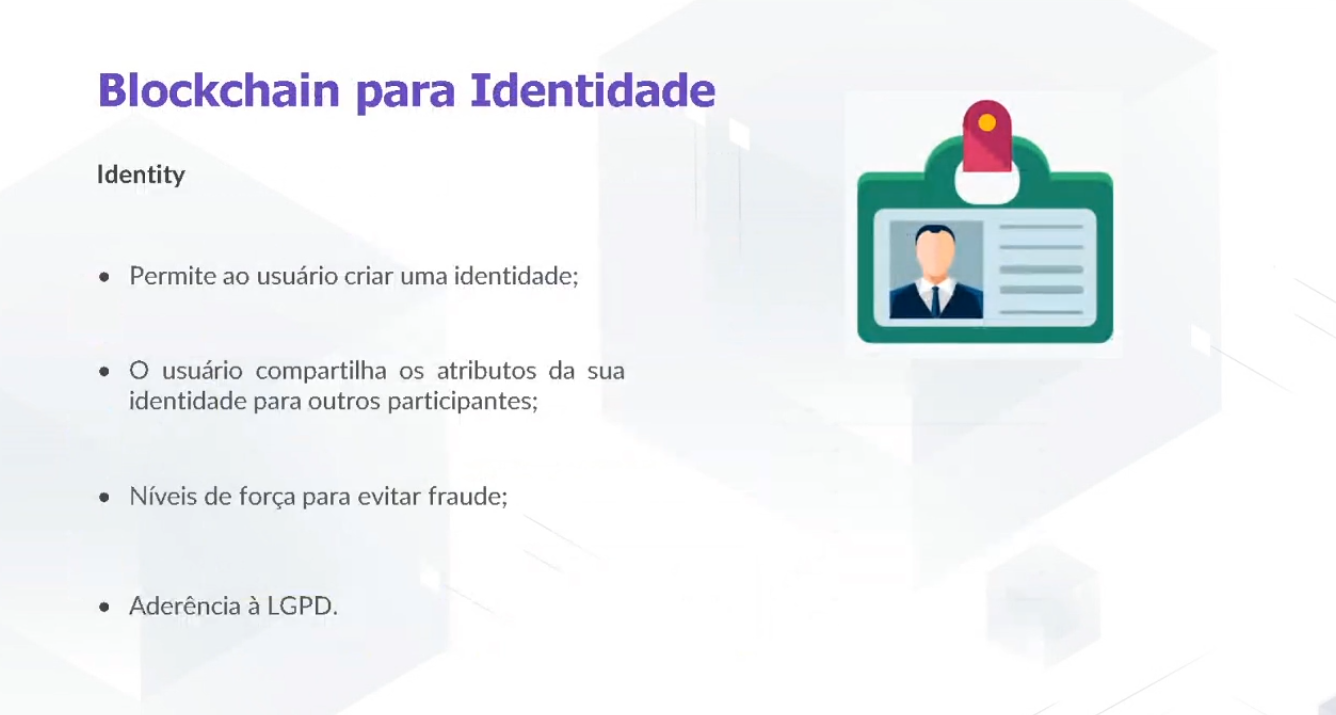 Blockchain para Identidade
Identity
• Permite ao usuário criar uma identidade;
• O usuário compartilha os atributos da sua
identidade para outros participantes;
• Níveis de força para evitar fraude;
• Aderência à LGPD.